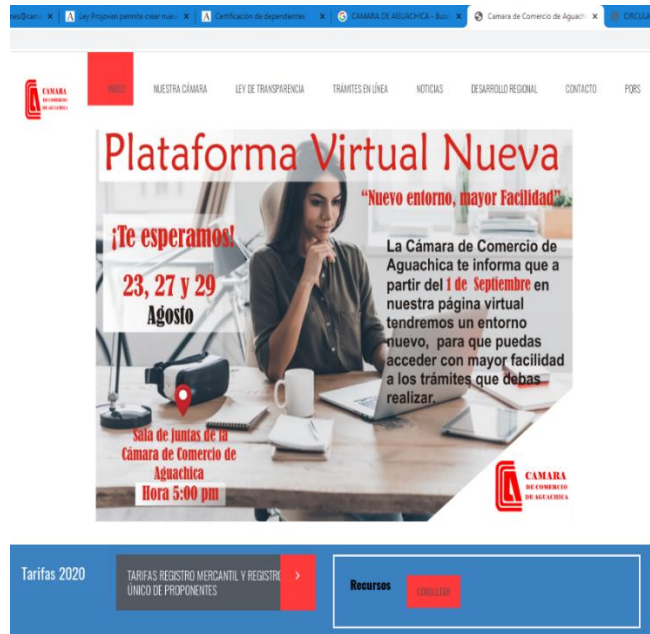 Ley Projoven permite crear nue
Certificación de dependientes
CAMARA DE AGUACHICA - Bus
Camara de Comercio de Aguach
CIRCULA
CAMARA
DE COMERCIO
DE AGUACHICA
INICIO
NUESTRA CÁMARA
LEY DE TRANSPARENCIA
TRÁMITES EN LÍNEA
NOTICIAS
DESARROLLO REGIONAL
CONTACTO
PQRS
Plataforma Virtual Nueva
"Nuevo entorno, mayor Facilidad"
¡Te esperamos!
23, 27 y 29
Agosto
La Cámara de Comercio de
Aguachica te informa que a
partir del 1 de Septiembre en
nuestra página virtual
tendremos un entorno
nuevo, para que puedas
acceder con mayor facilidad
a los trámites que debas
realizar.
Sala de juntas de la
Cámara de Comercio de
Aguachica
Hora 5:00 pm
CAMARA
DE COMERCIO
DE AGUACHICA
Tarifas 2020
TARIFAS REGISTRO MERCANTIL Y REGISTRO
ÚNICO DE PROPONENTES
Recursos
CONSULTAR